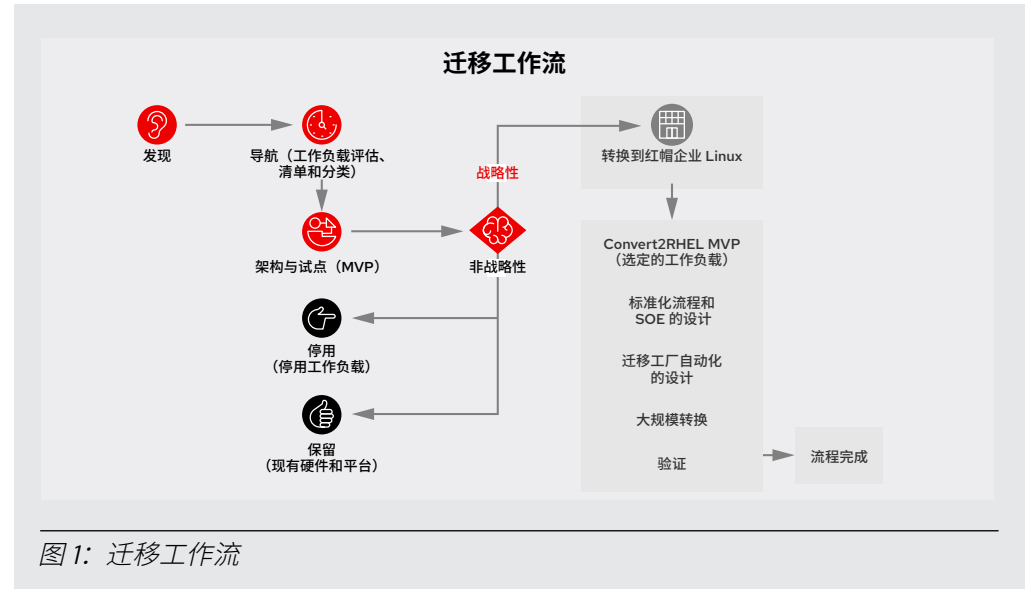 迁移工作流
发现
导航（工作负载评估、
清单和分类）
战略性
转换到红帽企业 Linux
架构与试点（MVP）
非战略性
Convert2RHEL MVP
（选定的工作负载）
标准化流程和
SOE 的设计
迁移工厂自动化
的设计
大规模转换
验证
流程完成
停用
（停用工作负载）
保留
（现有硬件和平台）
图 1：迁移工作流